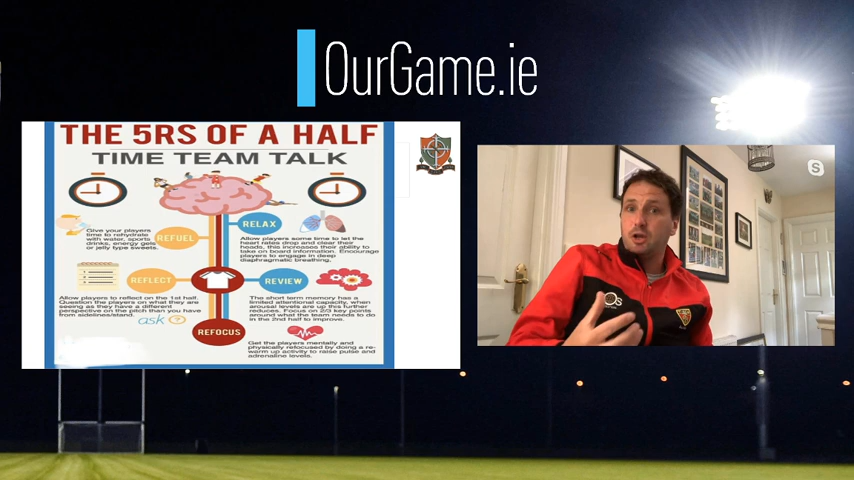 OurGame.ie
THE 5RS OF A HALF
TIME TEAM TALK
Give your players
time to rehydrate
with water, sports
drinks, energy gels
or jelly type sweets.
REFUEL
RELAX
Allow players some time to let the
heart rates drop and clear their
heads, this increases their ability to
take on board information. Encourage
players to engage in deep
diaphragmatic breathing.
REFLECT
Allow players to reflect on the 1st half.
Question the players on what they are
seeing as they have a different
perspective on the pitch than you have
from sidelines/stand.
ask ?
REVIEW
The short term memory has a
limited attentional capacity, when
arousal levels are up this further
reduces. Focus on 2/3 key points
around what the team needs to do
in the 2nd half to improve.
REFOCUS
Get the players mentally and
physically refocused by doing a re-
warm up activity to raise pulse and
adrenaline levels.
S